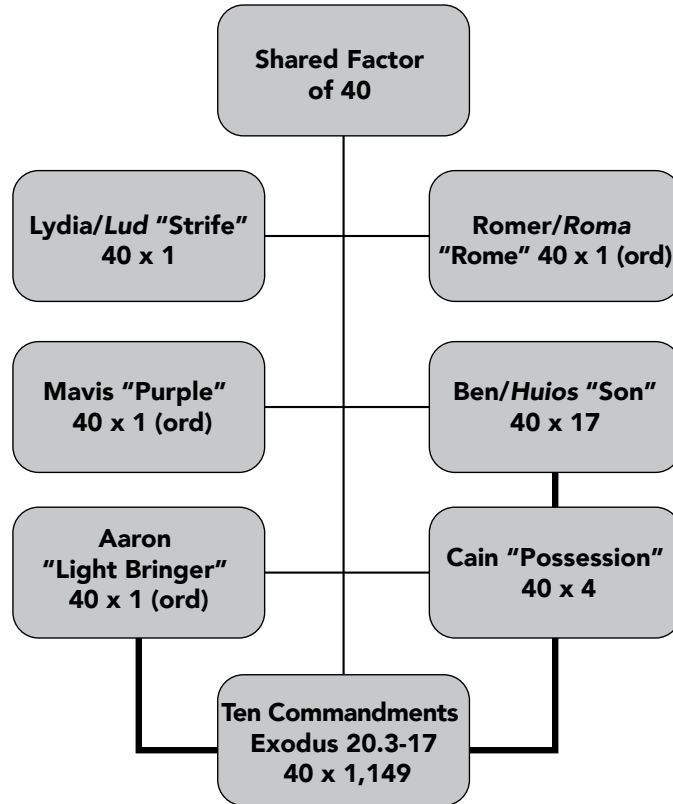 Shared Factor
of 40
Lydia/Lud “Strife”
40 x 1
Romer/Roma
“Rome” 40 x 1 (ord)
Mavis “Purple”
40 x 1 (ord)
Ben/Huios “Son”
40 x 17
Aaron
“Light Bringer”
40 x 1 (ord)
Cain “Possession”
40 x 4
Ten Commandments
Exodus 20.3-17
40 x 1,149